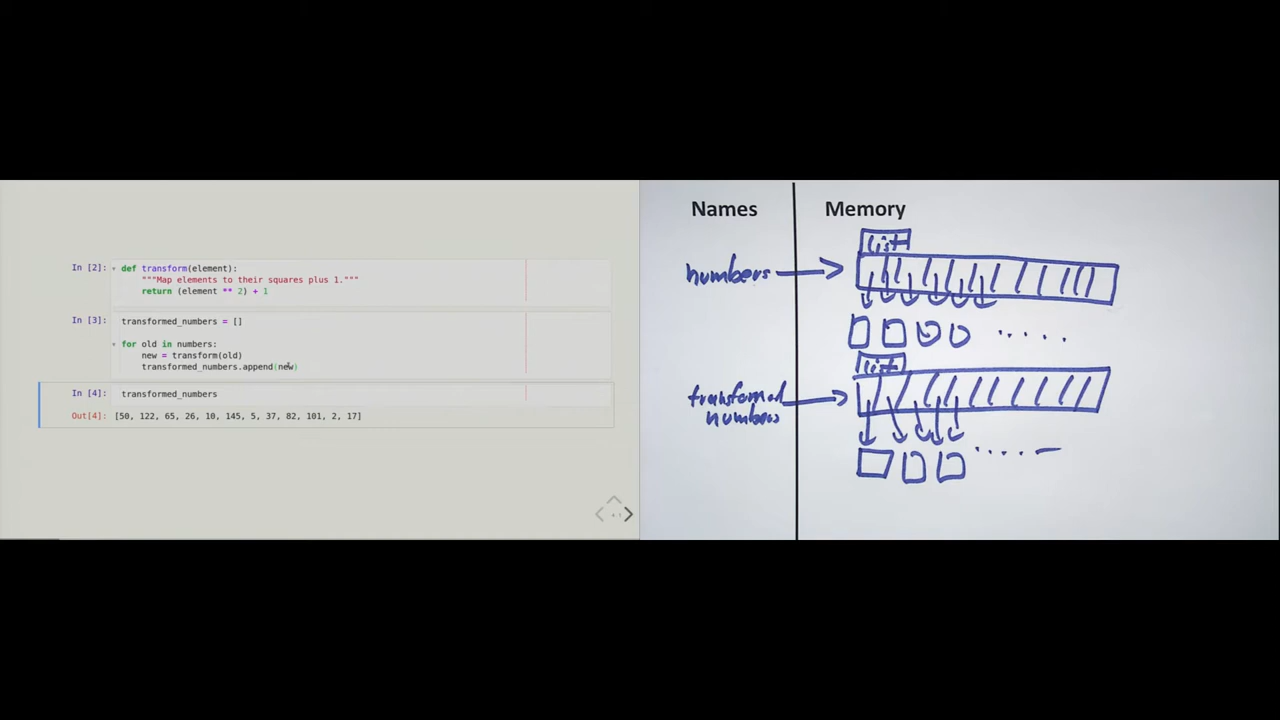 In [2]: def transform(element):
"""Map elements to their squares plus 1."""
return (element ** 2) + 1
In [3]: transformed_numbers = []
for old in numbers:
new = transform(old)
transformed_numbers.append(new)
In [4]: transformed_numbers
Out[4]: [50, 122, 65, 26, 10, 145, 5, 37, 82, 101, 2, 17]
Names
Memory
list
numbers
list
transformed
numbers